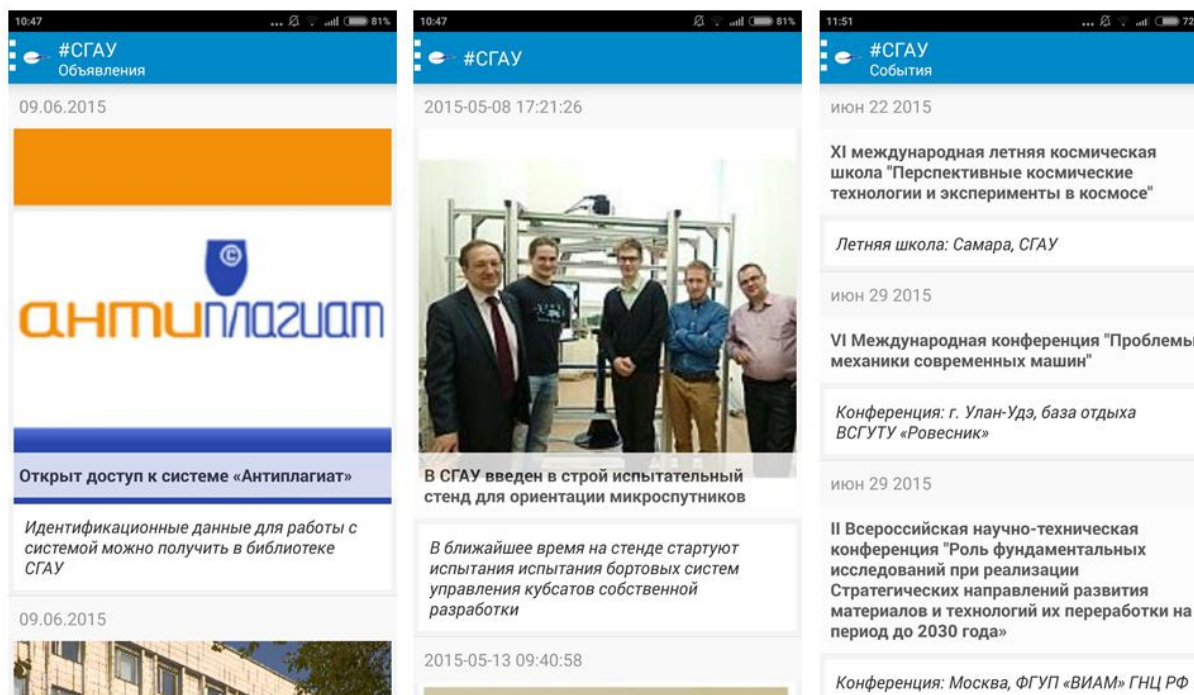 10:47
... 81%
#СГАУ
Объявления
09.06.2015
©
антиплагиат
Открыт доступ к системе «Антиплагиат»
Идентификационные данные для работы с
системой можно получить в библиотеке
СГАУ
09.06.2015
10:47
81%
#СГАУ
2015-05-08 17:21:26
В СГАУ введен в строй испытательный
стенд для ориентации микроспутников
В ближайшее время на стенде стартуют
испытания испытания бортовых систем
управления кубсатов собственной
разработки
2015-05-13 09:40:58
11:51
... 72
#СГАУ
События
июн 22 2015
XI международная летняя космическая
школа "Перспективные космические
технологии и эксперименты в космосе"
Летняя школа: Самара, СГАУ
июн 29 2015
VI Международная конференция "Проблемы
механики современных машин"
Конференция: г. Улан-Удэ, база отдыха
ВСГУТУ «Ровесник»
июн 29 2015
II Всероссийская научно-техническая
конференция "Роль фундаментальных
исследований при реализации
Стратегических направлений развития
материалов и технологий их переработки на
период до 2030 года»
Конференция: Москва, ФГУП «ВИАМ» ГНЦ РФ